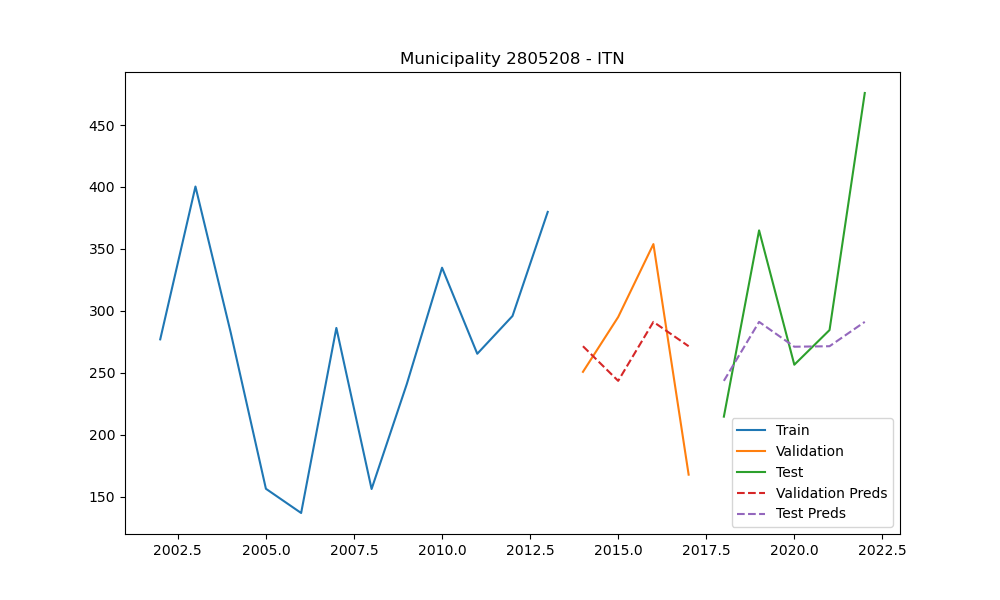 Municipality 2805208 - ITN
450
400
350
300
250
200
150
2002.5 2005.0 2007.5 2010.0 2012.5 2015.0 2017.5 2020.0 2022.5
Train
Validation
Test
Validation Preds
Test Preds